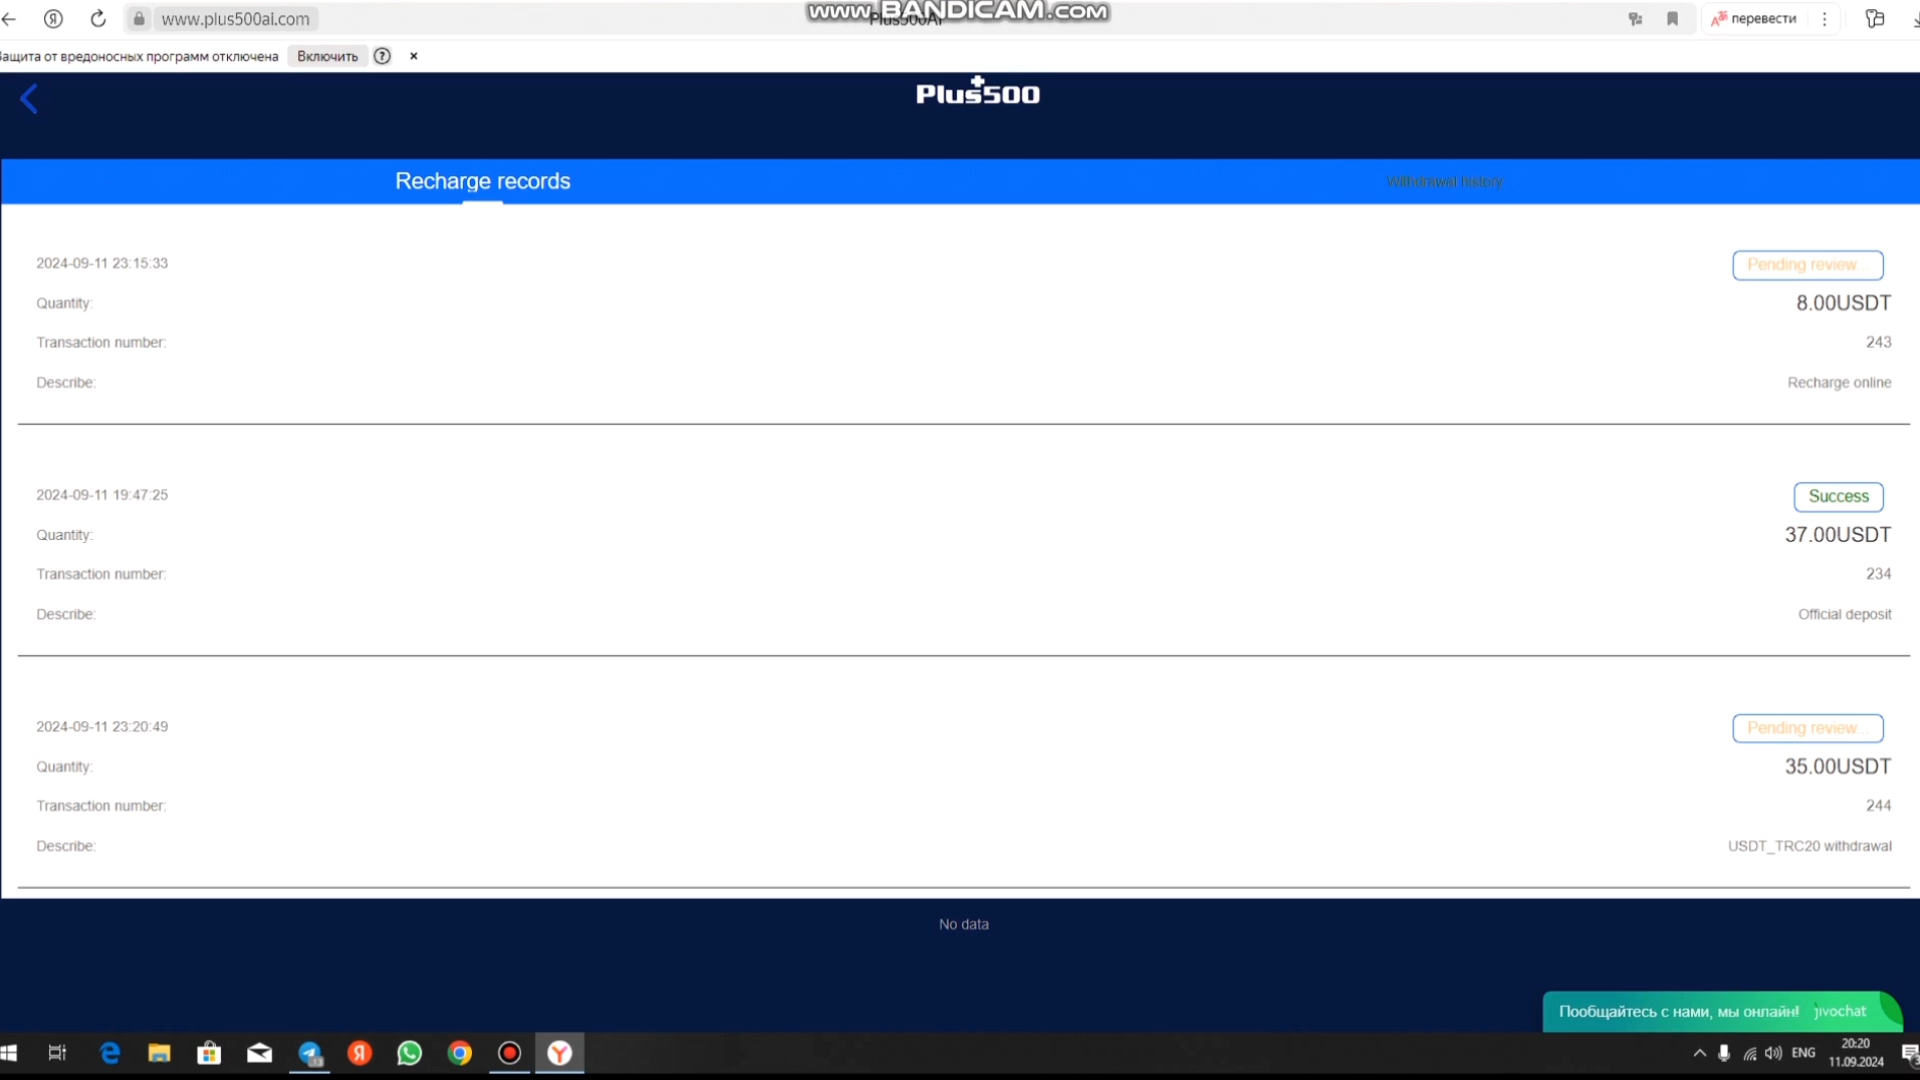 www.BANDICAM.com
www.plus500ai.com
Plus500AI
перевести
ащита от вредоносных программ отключена
Включить
Plus500
Recharge records
Withdrawal history
2024-09-11 23:15:33
Pending review...
Quantity:
8.00USDT
Transaction number:
243
Describe:
Recharge online
2024-09-11 19:47:25
Success
Quantity:
37.00USDT
Transaction number:
234
Describe:
Official deposit
2024-09-11 23:20:49
Pending review...
Quantity:
35.00USDT
Transaction number:
244
Describe:
USDT_TRC20 withdrawal
No data
Пообщайтесь с нами, мы онлайн! jivochat
ENG
20:20
11.09.2024